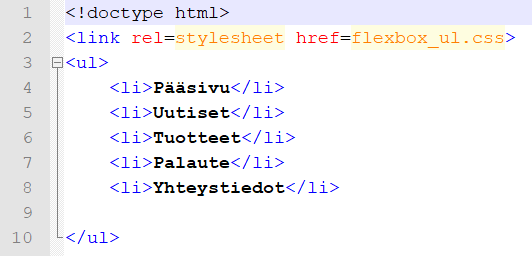 1 <!doctype html>
2 <link rel=stylesheet href=flexbox_ul.css>
3 <ul>
4 <li>Pääsivu</li>
5 <li>Uutiset</li>
6 <li>Tuotteet</li>
7 <li>Palaute</li>
8 <li>Yhteystiedot</li>
9
10 </ul>